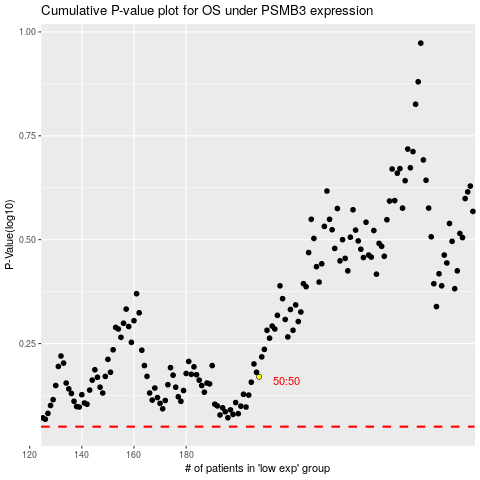 Cumulative P-value plot for OS under PSMB3 expression
1.00
0.75
0.50
0.25
P-Value(log10)
50:50
120 140 160 180
# of patients in 'low exp' group